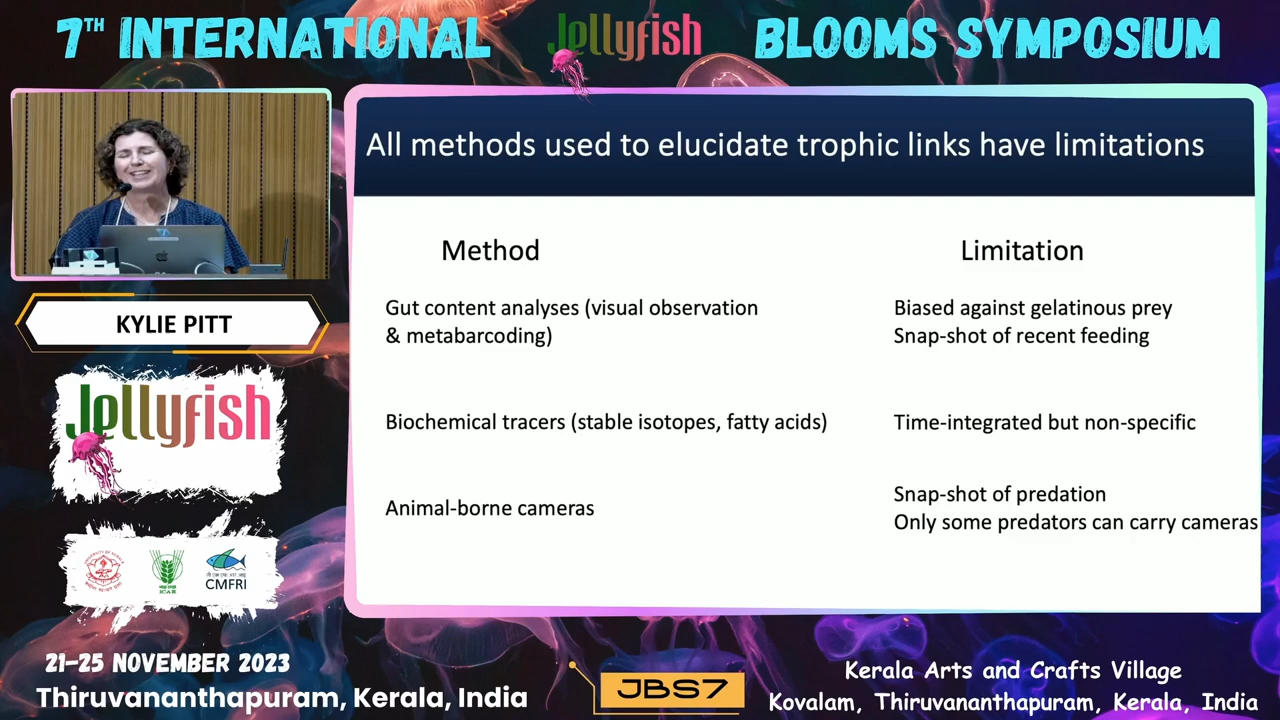 7TH INTERNATIONAL Jellyfish BLOOMS SYMPOSIUM
All methods used to elucidate trophic links have limitations
Method Limitation
Gut content analyses (visual observation
& metabarcoding)
Biased against gelatinous prey
Snap-shot of recent feeding
Biochemical tracers (stable isotopes, fatty acids)
Time-integrated but non-specific
Animal-borne cameras
Snap-shot of predation
Only some predators can carry cameras
KYLIE PITT
Jellyfish
ICAR
CMFRI
21-25 NOVEMBER 2023
Thiruvananthapuram, Kerala, India
JBS7
Kerala Arts and Crafts Village
Kovalam, Thiruvananthapuram, Kerala, India